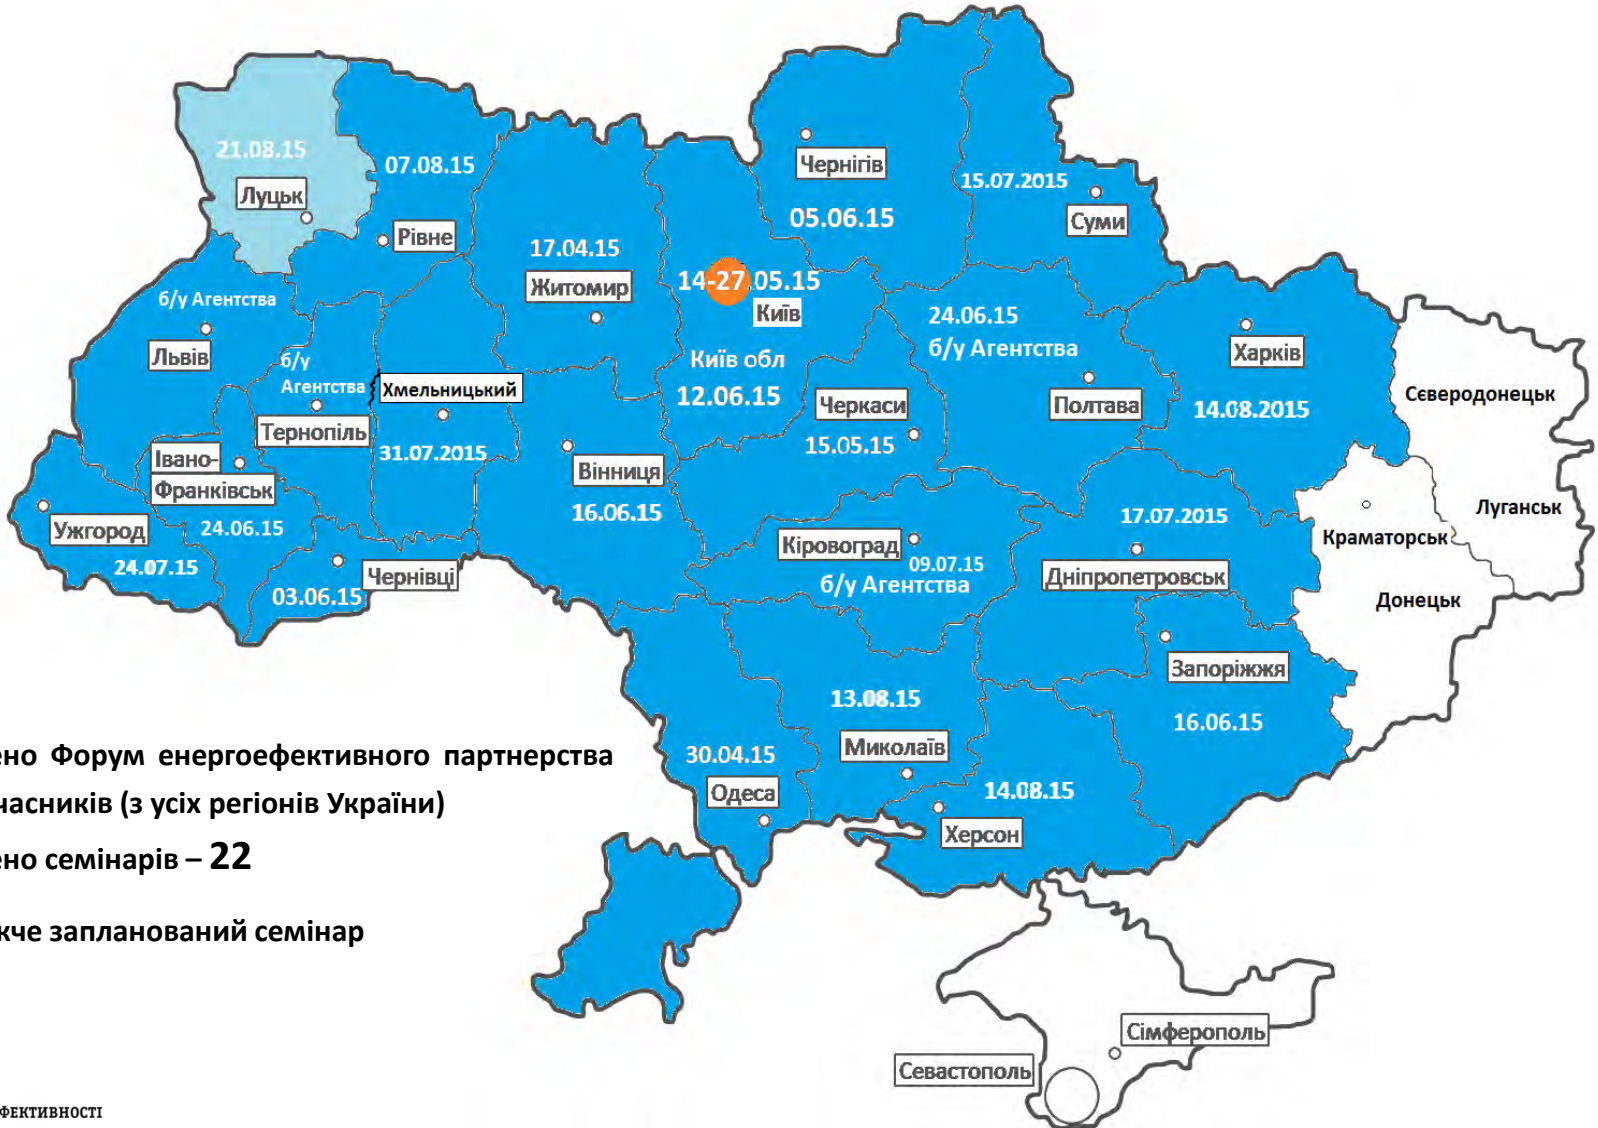 21.08.15
Луцьк
07.08.15
Рівне
17.04.15
Житомир
14-27.05.15
Київ
Київ обл
12.06.15
Чернігів
05.06.15
15.07.2015
Суми
б/у Агентства
Львів
б/у
Агентства
Тернопіль
Хмельницький
31.07.2015
Вінниця
16.06.15
Черкаси
15.05.15
24.06.15
б/у Агентства
Полтава
Харків
14.08.2015
Сєверодонецьк
Луганськ
Краматорськ
Донецьк
Івано-
Франківськ
24.06.15
Ужгород
24.07.15
Чернівці
03.06.15
Кіровоград
09.07.15
б/у Агентства
17.07.2015
Дніпропетровськ
Запоріжжя
16.06.15
13.08.15
Миколаїв
30.04.15
Одеса
14.08.15
Херсон
Сімферополь
Севастополь
ено Форум енергоефективного партнерства
часників (з усіх регіонів України)
ено семінарів – 22
кче запланований семінар
ФЕКТИВНОСТІ